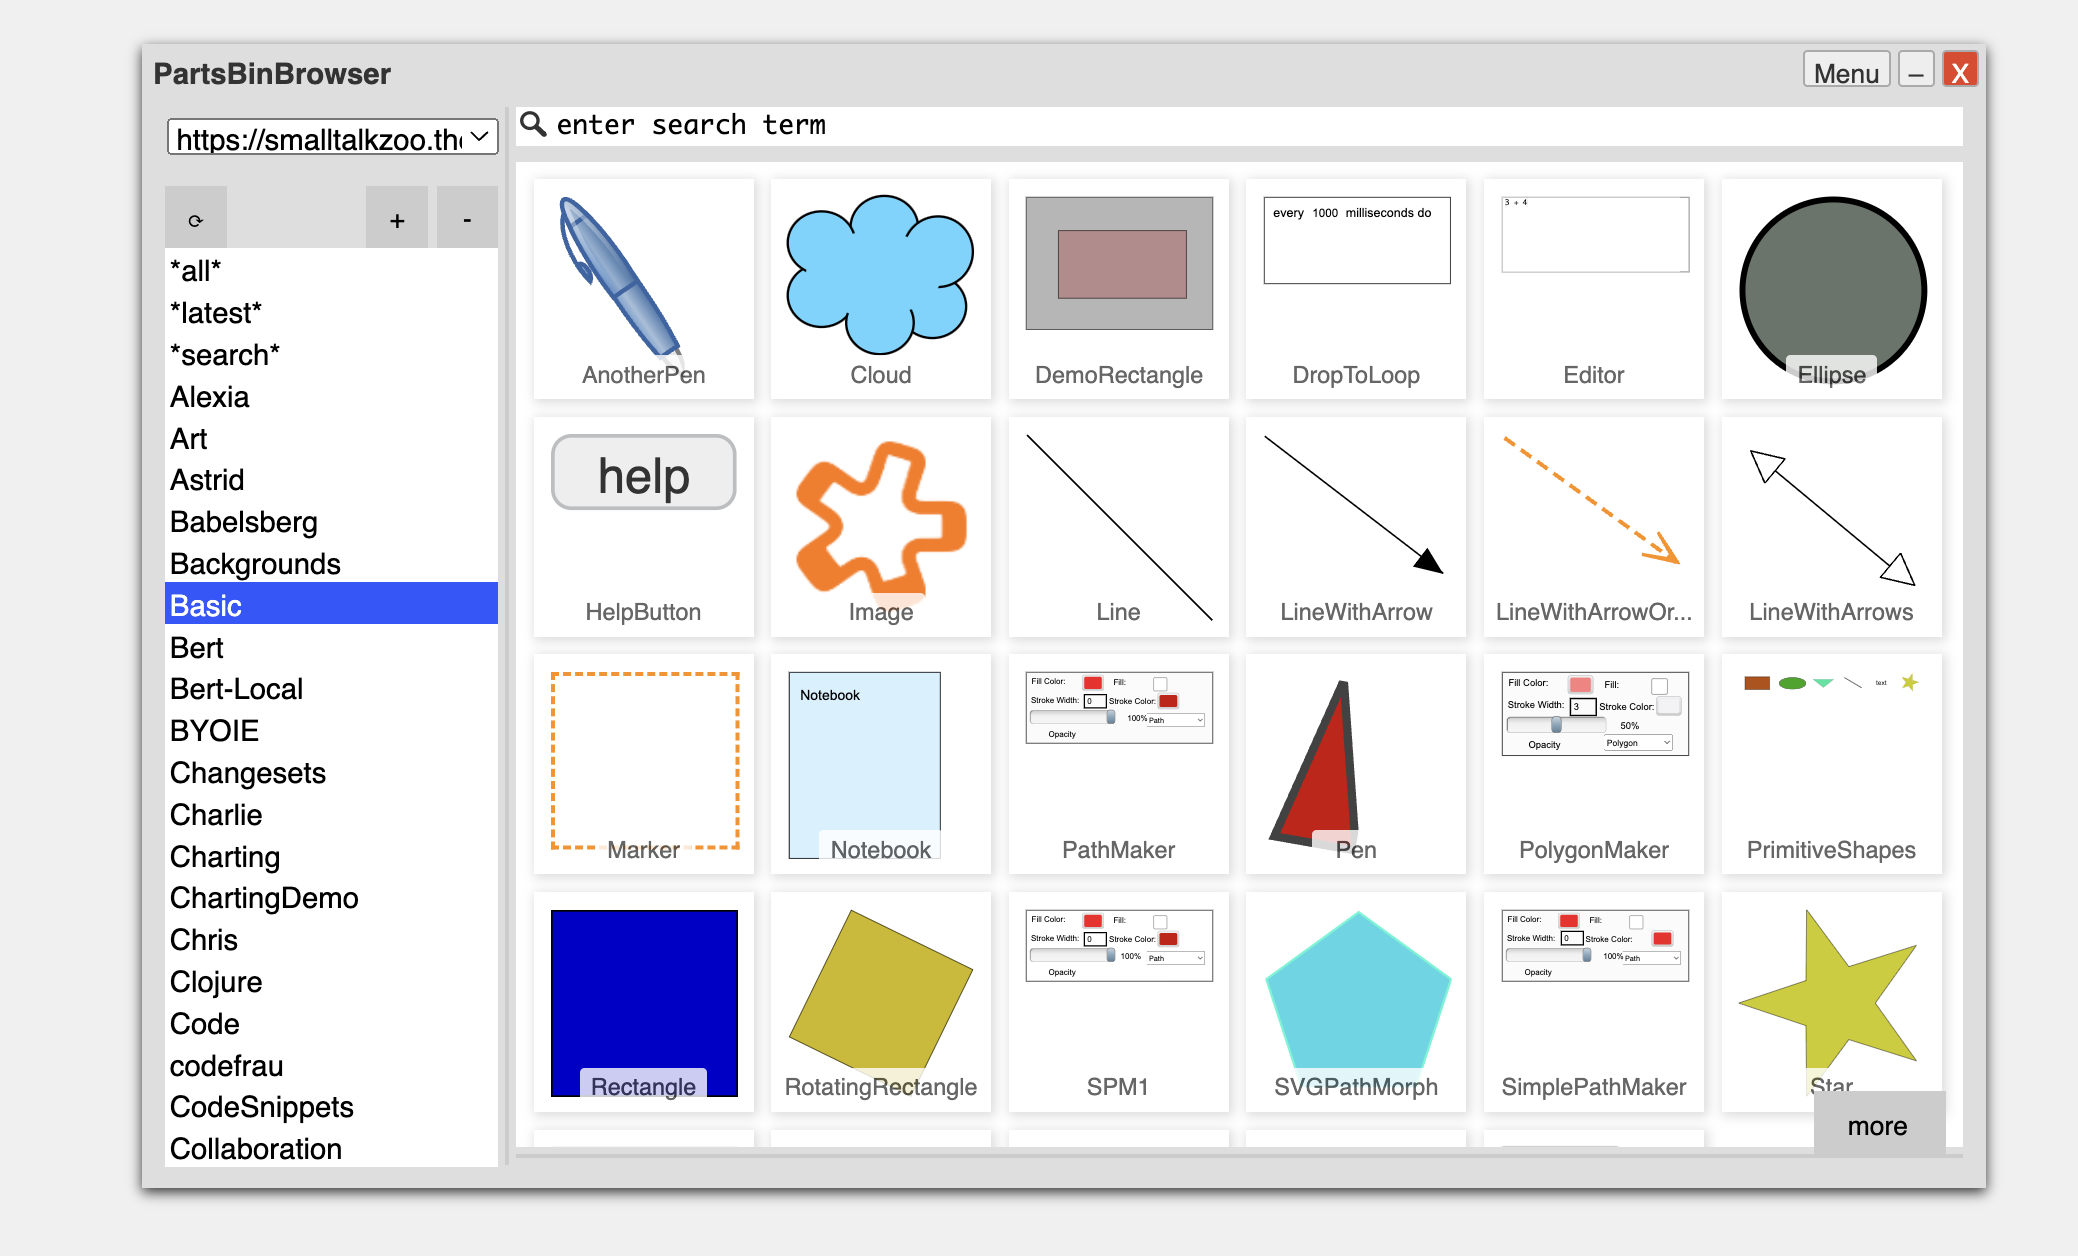 PartsBinBrowser
Menu
_
X
https://smalltalkzoo.the
enter search term
+
-
*all*
*latest*
*search*
Alexia
Art
Astrid
Babelsberg
Backgrounds
Basic
Bert
Bert-Local
BYOIE
Changesets
Charlie
Charting
ChartingDemo
Chris
Clojure
Code
codefrau
CodeSnippets
Collaboration
AnotherPen
Cloud
DemoRectangle
every 1000 milliseconds do
DropToLoop
3 + 4
Editor
Ellipse
help
HelpButton
Image
Line
LineWithArrow
LineWithArrowOr...
LineWithArrows
Marker
Notebook
Notebook
Fill Color: Fill:
Stroke Width: 0 Stroke Color:
100% Path
Opacity
PathMaker
Pen
Fill Color: Fill:
Stroke Width: 3 Stroke Color:
50%
Opacity Polygon
PolygonMaker
text
PrimitiveShapes
Rectangle
RotatingRectangle
Fill Color: Fill:
Stroke Width: 0 Stroke Color:
100% Path
Opacity
SPM1
SVGPathMorph
Fill Color: Fill:
Stroke Width: 0 Stroke Color:
100% Path
Opacity
SimplePathMaker
Star
more